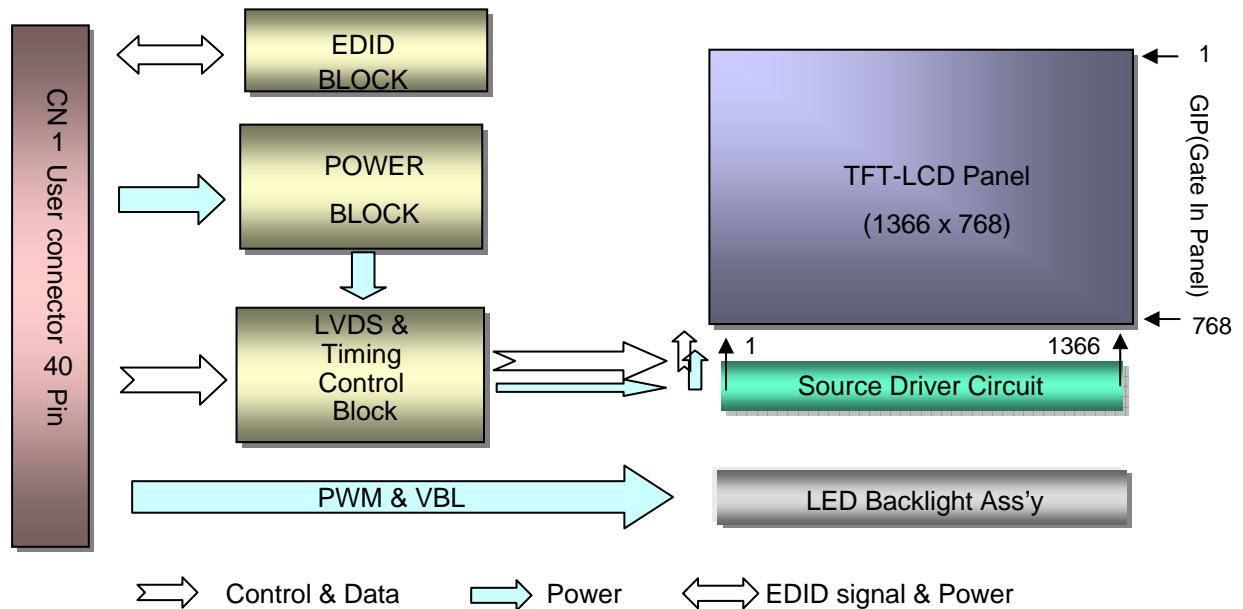 CN 1 User connector 40 Pin
EDID
BLOCK
POWER
BLOCK
LVDS &
Timing
Control
Block
PWM & VBL
TFT-LCD Panel
(1366 x 768)
1
GIP(Gate In Panel)
768
1
1366
Source Driver Circuit
LED Backlight Ass'y
Control & Data
Power
EDID signal & Power